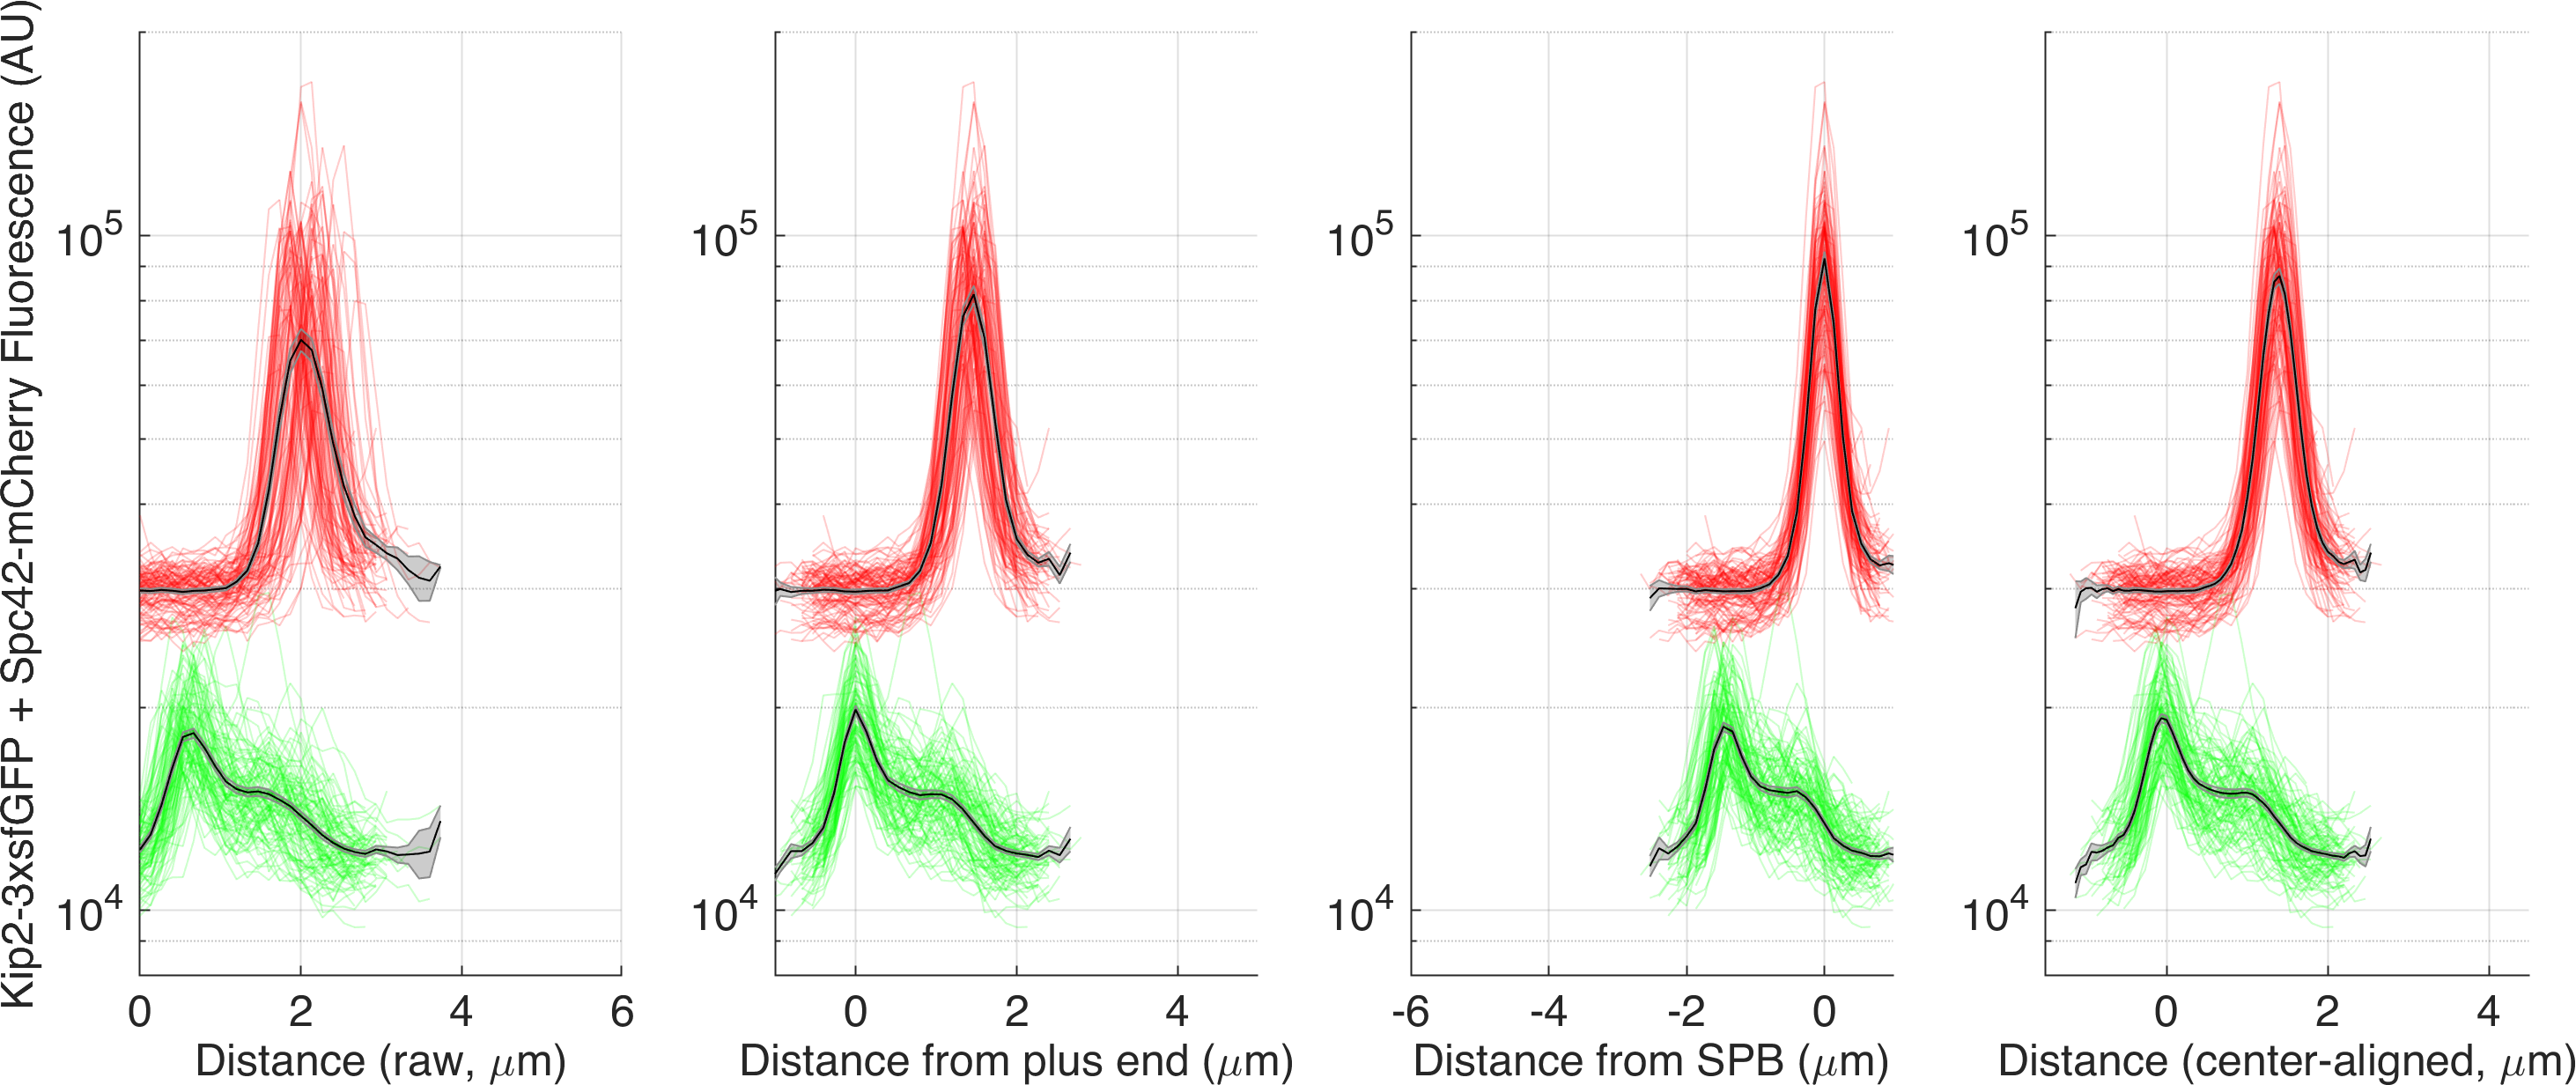 Kip2-3xsfGFP + Spc42-mCherry Fluorescence (AU)
10^5
10^4
0 2 4 6
Distance (raw, μm)
10^5
10^4
0 2 4
Distance from plus end (μm)
10^5
10^4
-6 -4 -2 0
Distance from SPB (μm)
10^5
10^4
0 2 4
Distance (center-aligned, μm)